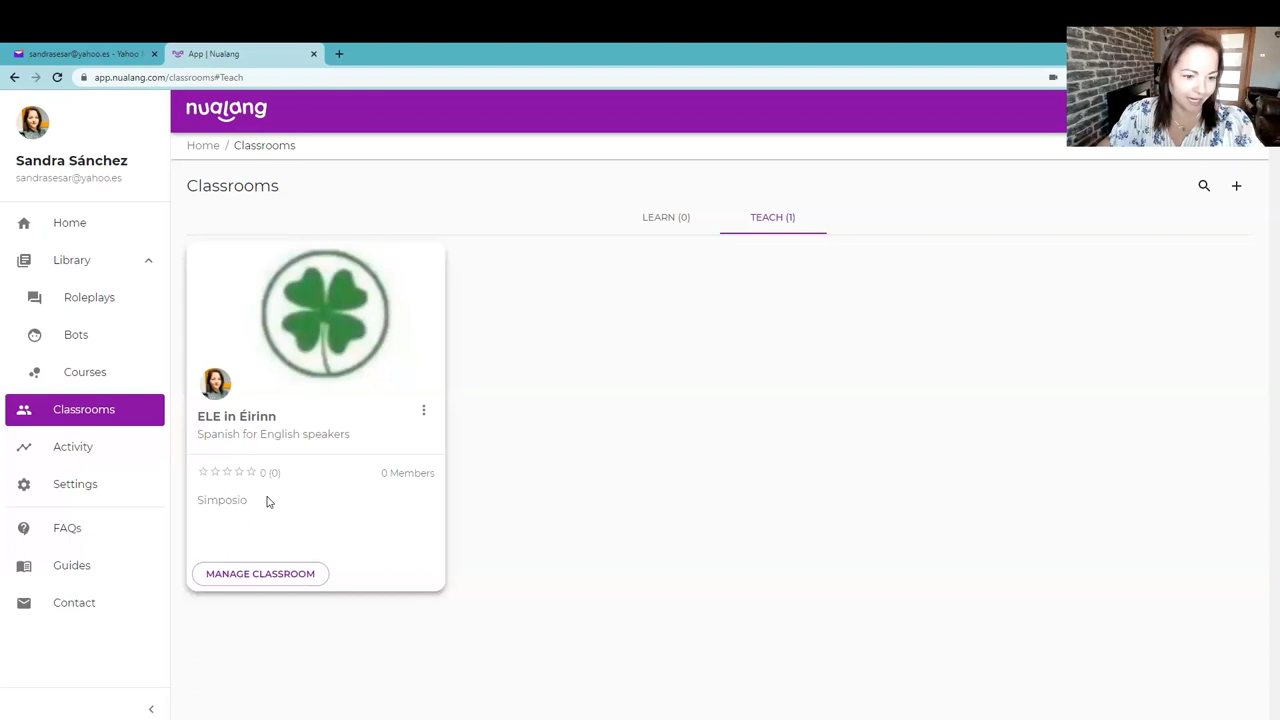 sandrasesar@yahoo.es - Yahoo
App | Nualang
app.nualang.com/classrooms#Teach
nualang
Sandra Sánchez
sandrasesar@yahoo.es
Home
Library
Roleplays
Bots
Courses
Classrooms
Activity
Settings
FAQs
Guides
Contact
Home / Classrooms
Classrooms
LEARN (0)
TEACH (1)
ELE in Éirinn
Spanish for English speakers
0 (0)
0 Members
Simposio
MANAGE CLASSROOM